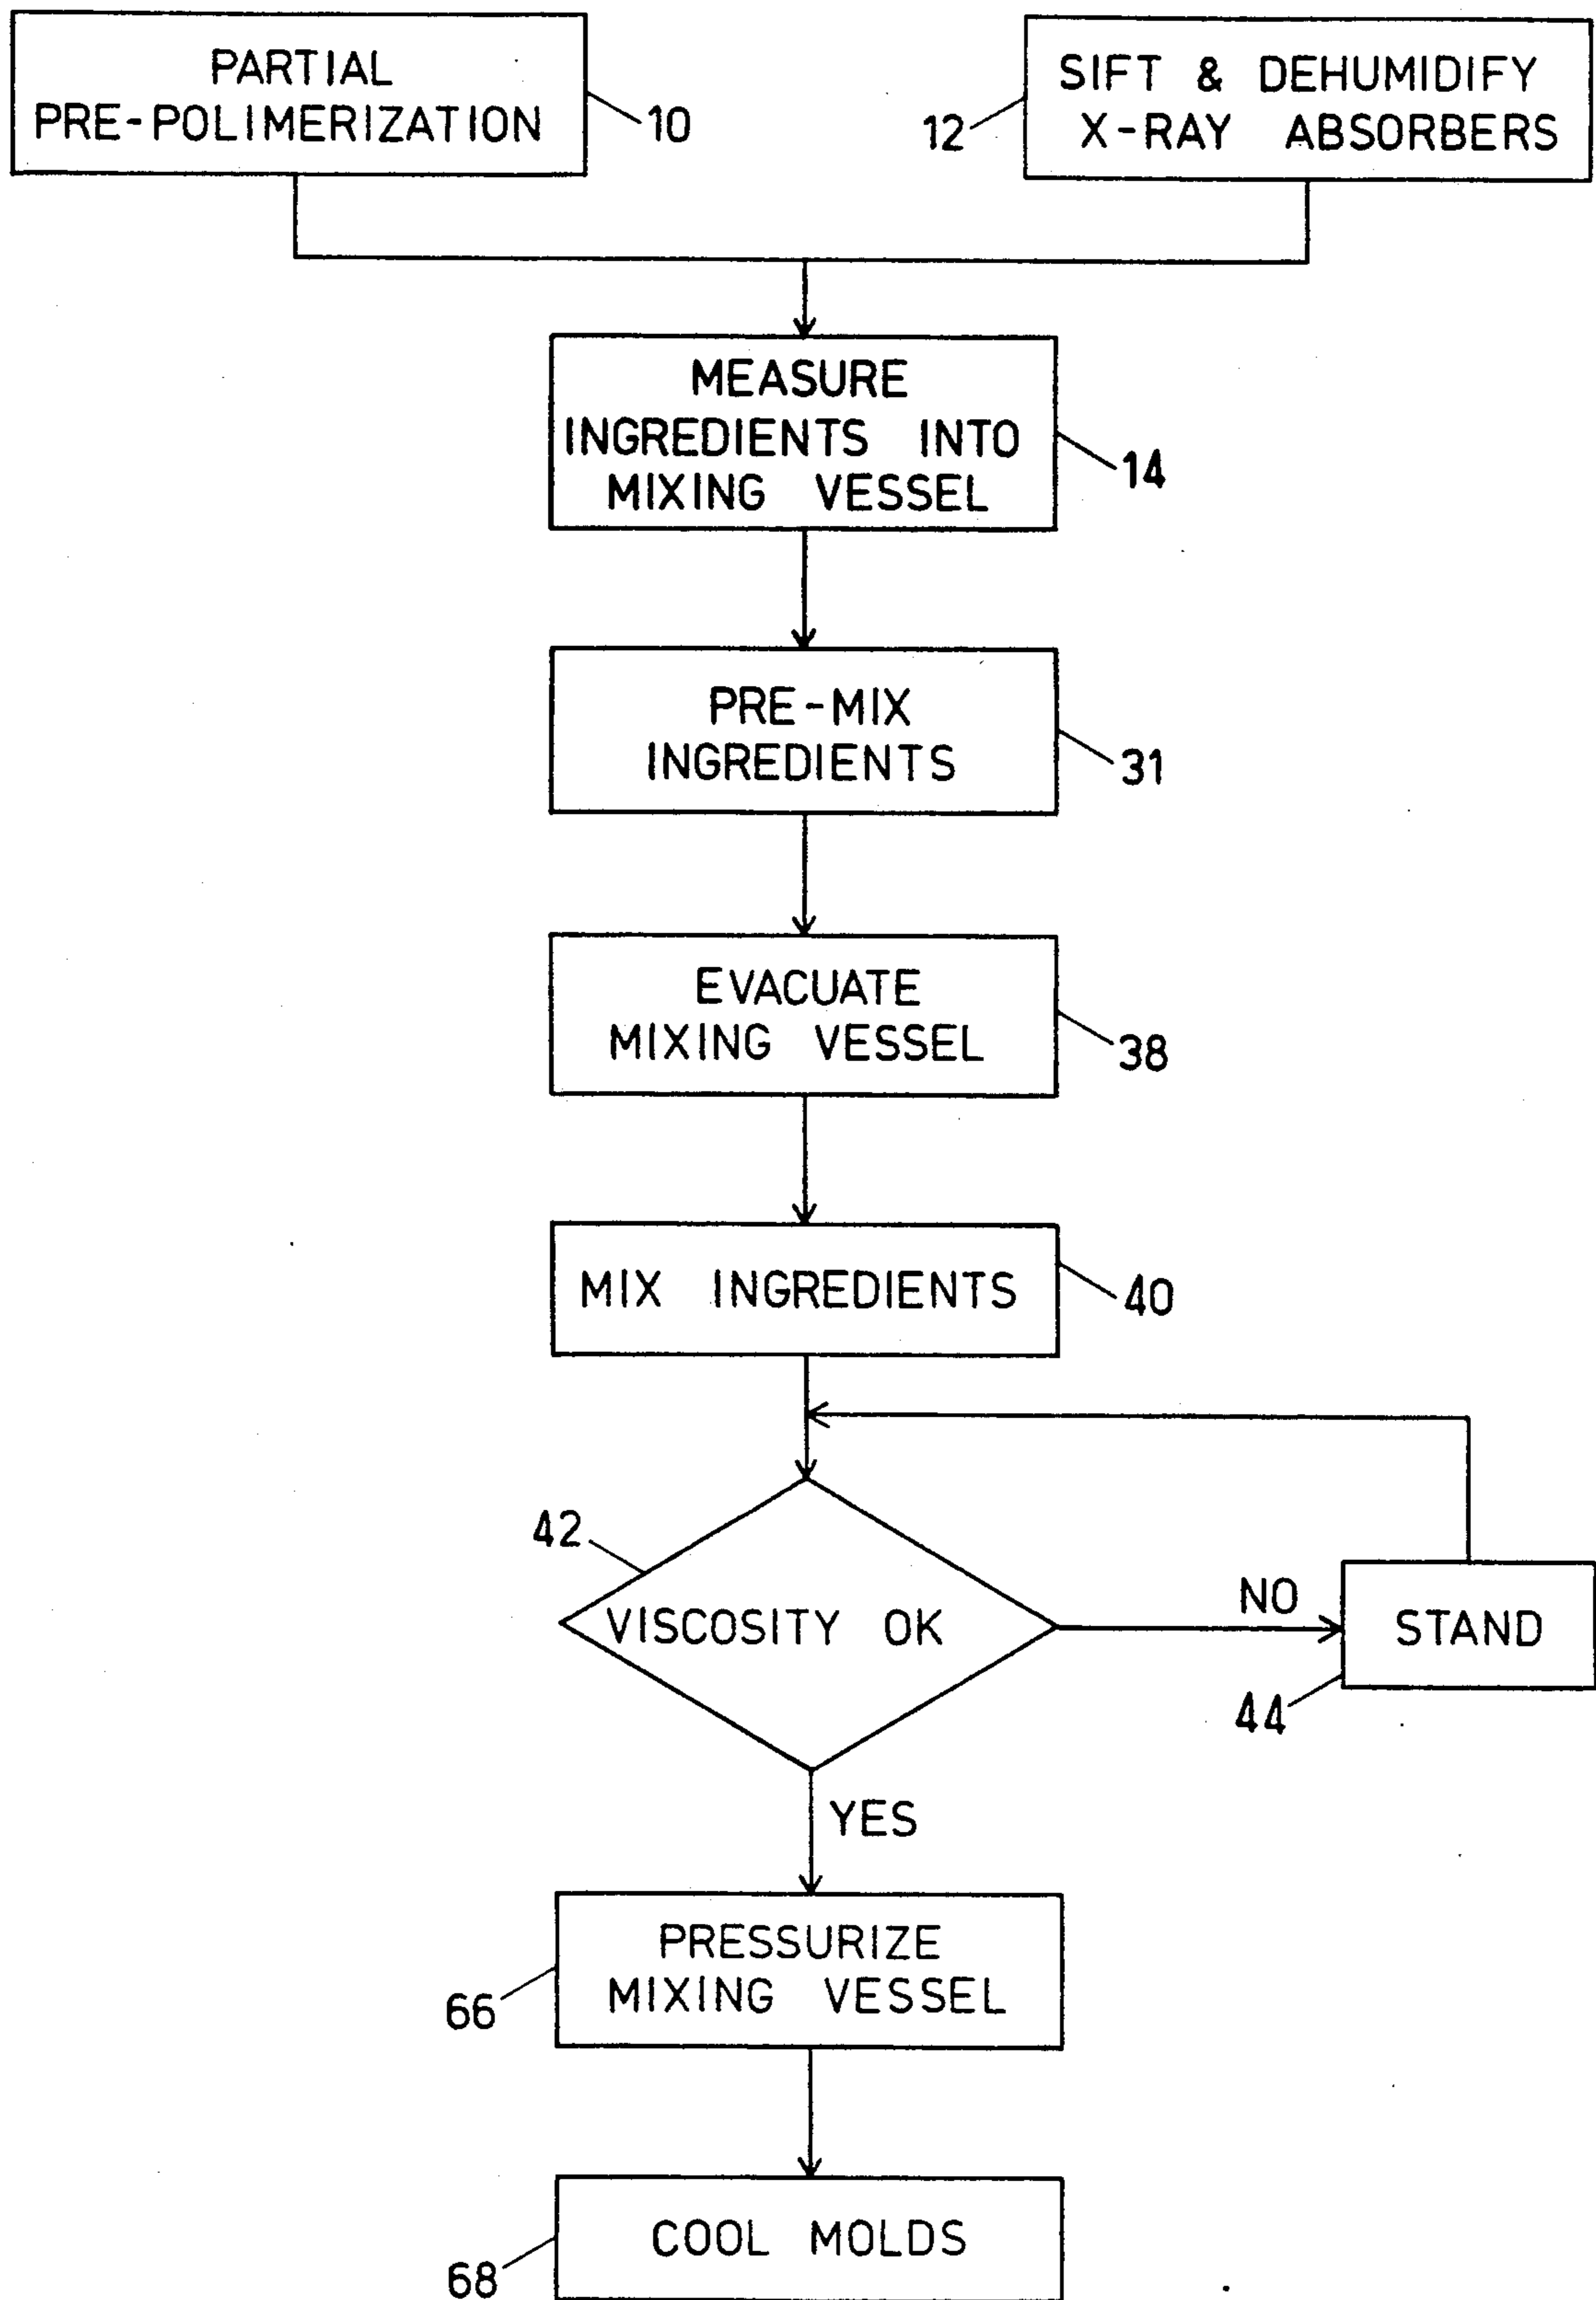 PARTIAL
PRE-POLIMERIZATION
10
12
SIFT & DEHUMIDIFY
X-RAY ABSORBERS
MEASURE
INGREDIENTS INTO
MIXING VESSEL
14
PRE-MIX
INGREDIENTS
31
EVACUATE
MIXING VESSEL
38
MIX INGREDIENTS
40
42
VISCOSITY OK
NO
STAND
44
YES
PRESSURIZE
MIXING VESSEL
66
COOL MOLDS
68